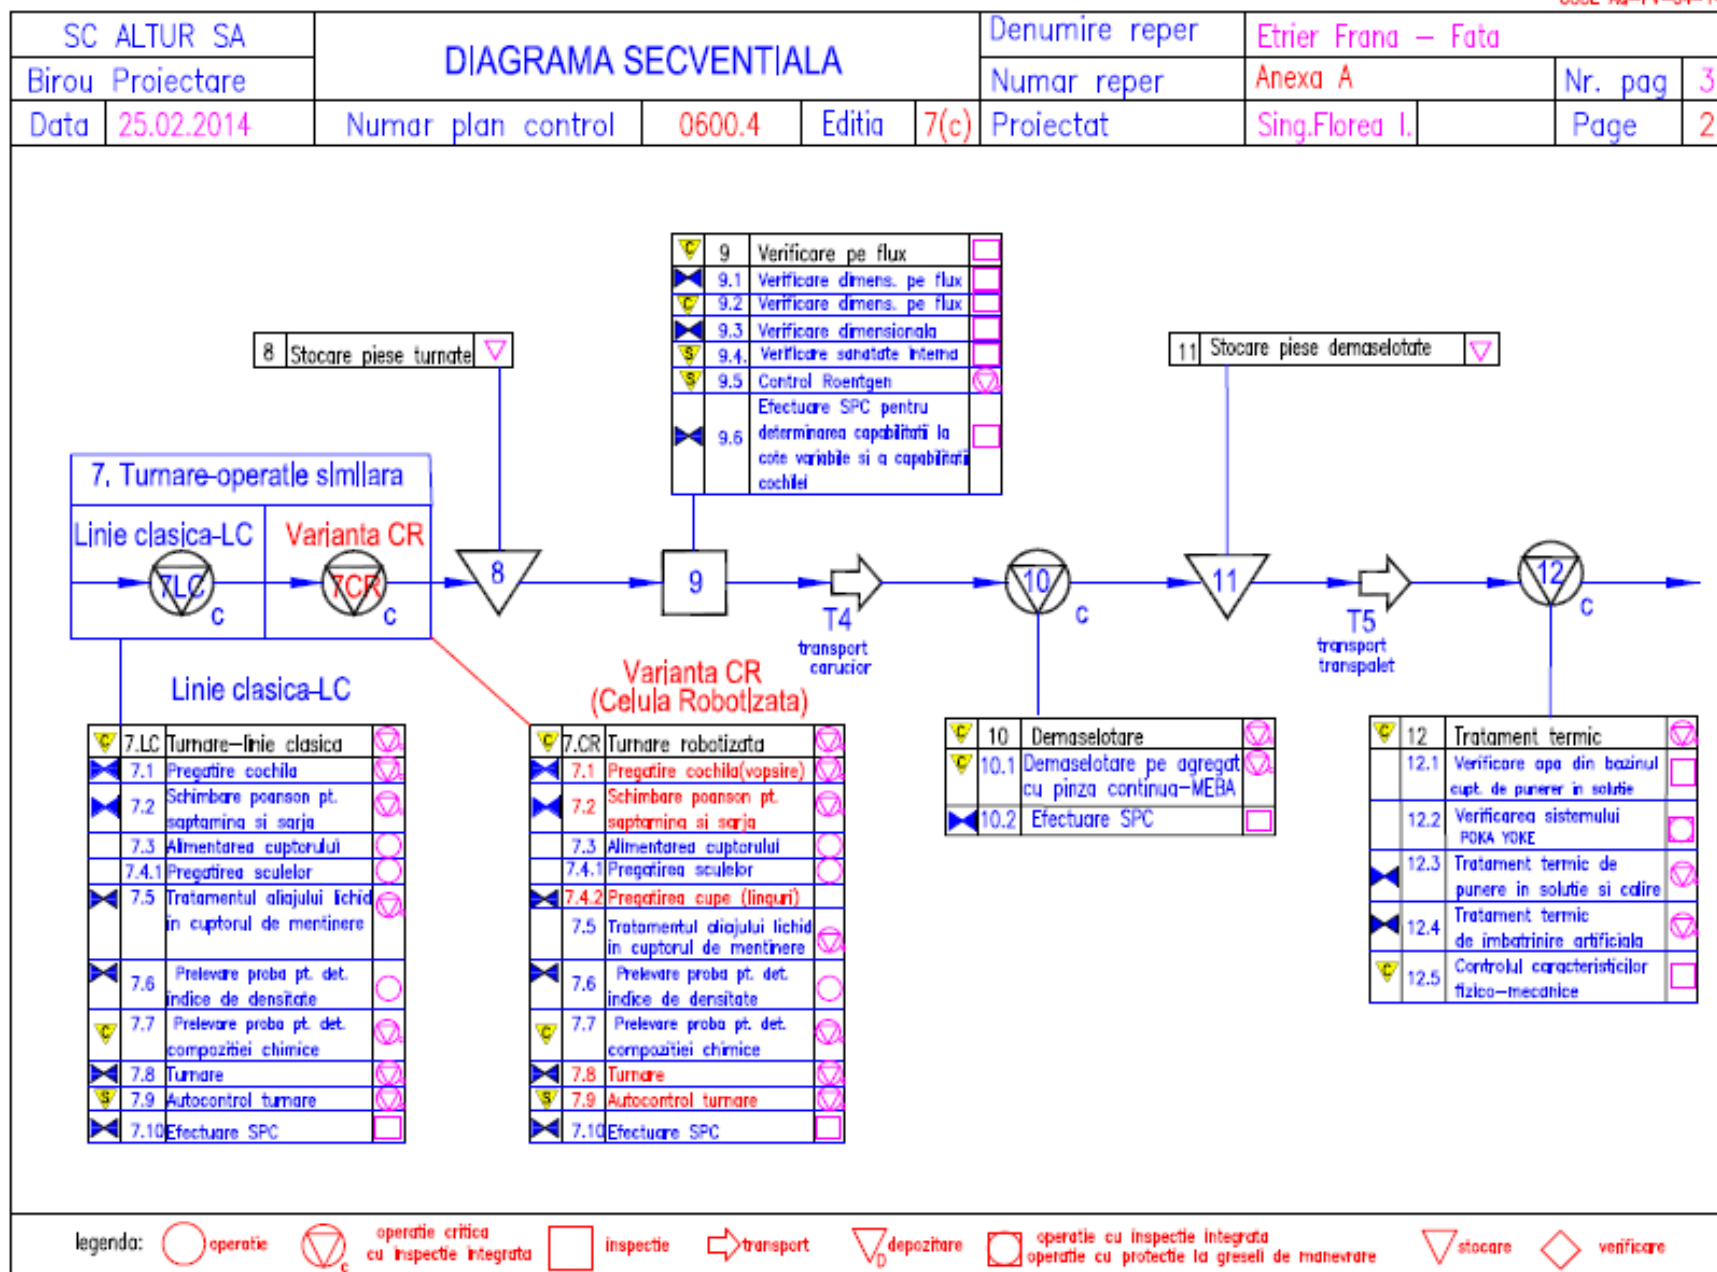 SC ALTUR SA
Birou Proiectare
Data 25.02.2014
DIAGRAMA SECVENTIALA
Numar plan control 0600.4 Editia 7(c)
Denumire reper Etrier Frana – Fata
Numar reper Anexa A Nr. pag 3
Proiectat Sing.Florea I. Page 2
C 9 Verificare pe flux
9.1 Verificare dimens. pe flux
C 9.2 Verificare dimens. pe flux
9.3 Verificare dimensionala
S 9.4. Verificare sanatate interna
S 9.5 Control Roentgen
9.6 Efectuare SPC pentru
determinarea capabilitatii la
cote variabile si a capabilitatii
cochilei
8 Stocare piese turnate
11 Stocare piese demaselotate
7. Turnare-operatie similara
Linie clasica-LC
Varianta CR
7LC
c
7CR
c
8
9
T4
transport
carucior
10
c
11
T5
transport
transpalet
12
c
Linie clasica-LC
C 7.LC Turnare–linie clasica
7.1 Pregatire cochila
7.2 Schimbare poanson pt.
saptamina si sarja
7.3 Alimentarea cuptorului
7.4.1 Pregatirea sculelor
7.5 Tratamentul aliajului lichid
in cuptorul de mentinere
7.6 Prelevare proba pt. det.
indice de densitate
C 7.7 Prelevare proba pt. det.
compozitiei chimice
7.8 Turnare
S 7.9 Autocontrol turnare
7.10 Efectuare SPC
Varianta CR
(Celula Robotizata)
C 7.CR Turnare robotizata
7.1 Pregatire cochila(vopsire)
7.2 Schimbare poanson pt.
saptamina si sarja
7.3 Alimentarea cuptorului
7.4.1 Pregatirea sculelor
7.4.2 Pregatirea cupe (linguri)
7.5 Tratamentul aliajului lichid
in cuptorul de mentinere
7.6 Prelevare proba pt. det.
indice de densitate
C 7.7 Prelevare proba pt. det.
compozitiei chimice
7.8 Turnare
S 7.9 Autocontrol turnare
7.10 Efectuare SPC
C 10 Demaselotare
C 10.1 Demaselotare pe agregat
cu pinza continua–MEBA
10.2 Efectuare SPC
C 12 Tratament termic
12.1 Verificare apa din bazinul
cupt. de punerer in solutie
12.2 Verificarea sistemului
POKA YOKE
12.3 Tratament termic de
punere in solutie si calire
12.4 Tratament termic
de imbatrinire artificiala
C 12.5 Controlul caracteristicilor
fizico–mecanice
legenda: operatie
c operatie critica
cu inspectie integrata
inspectie
transport
D depozitare
operatie cu inspectie integrata
operatie cu protectie la greseli de manevrare
stocare
verificare